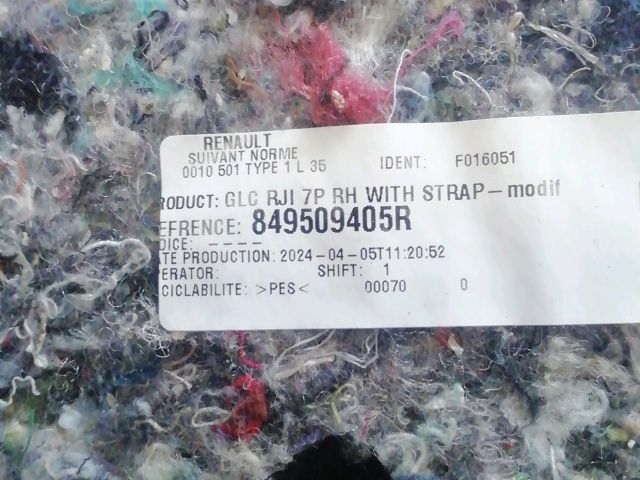 RENAULT
SUIVANT NORME
0010 501 TYPE 1 L 35 IDENT: F016051
RODUCT: GLC RJI 7P RH WITH STRAP-modif
EFRENCE: 849509405R
DICE: ----
TE PRODUCTION: 2024-04-05T11:20:52
ERATOR: SHIFT: 1
CICLABILITE: >PES< 00070 0